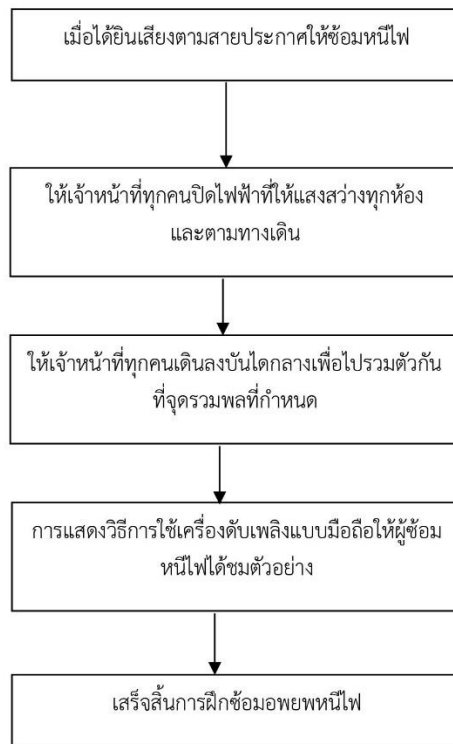 เมื่อได้ยินเสียงตามสายประกาศให้ซ้อมหนีไฟ
ให้เจ้าหน้าที่ทุกคนปิดไฟฟ้าที่ให้แสงสว่างทุกห้อง
และตามทางเดิน
ให้เจ้าหน้าที่ทุกคนเดินลงบันไดกลางเพื่อไปรวมตัวกัน
ที่จุดรวมพลที่กำหนด
การแสดงวิธีการใช้เครื่องดับเพลิงแบบมือถือให้ผู้ซ้อม
หนีไฟได้ชมตัวอย่าง
เสร็จสิ้นการฝึกซ้อมอพยพหนีไฟ